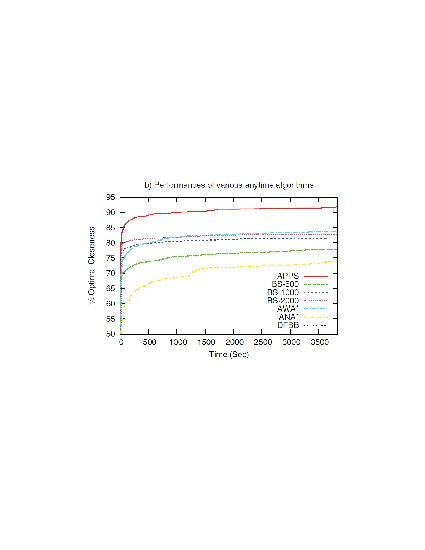 b) Performances of various anytime algorithms
95
90
85
80
75
70
65
60
55
50
% Optimal Closeness
0 500 1000 1500 2000 2500 3000 3500
Time (Sec)
APPS
BS-500
BS-1000
BS-2000
AWA*
ANA*
DFBB